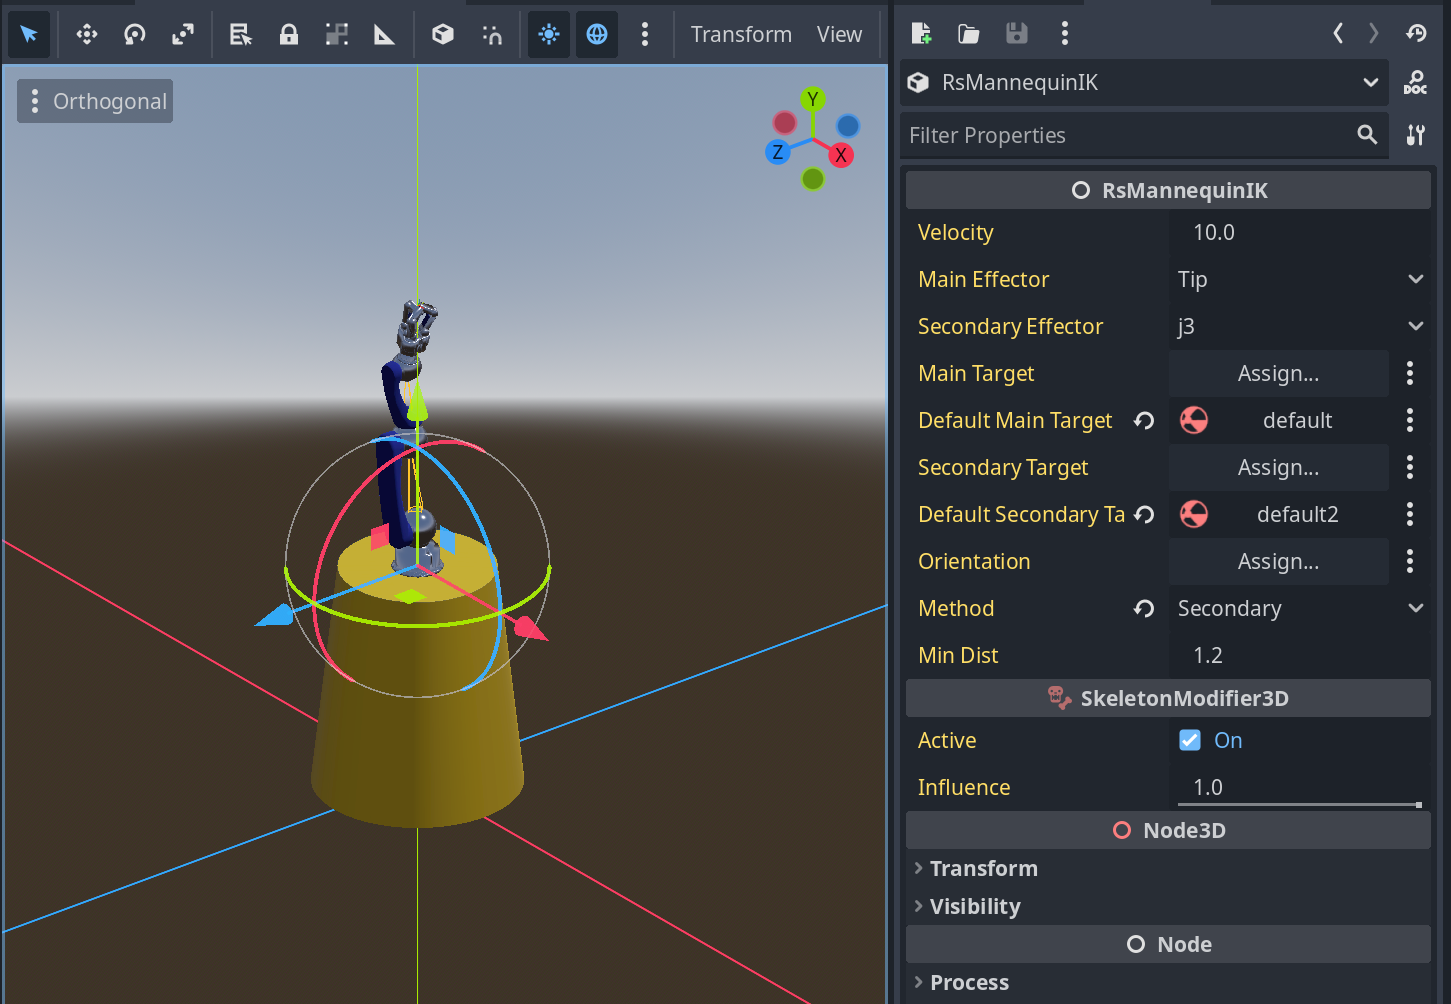 Transform View
Orthogonal
Y
Z
X
DOC
RsMannequinIK
Filter Properties
RsMannequinIK
Velocity 10.0
Main Effector Tip
Secondary Effector j3
Main Target Assign...
Default Main Target default
Secondary Target Assign...
Default Secondary Ta default2
Orientation Assign...
Method Secondary
Min Dist 1.2
SkeletonModifier3D
Active On
Influence 1.0
Node3D
Transform
Visibility
Node
Process